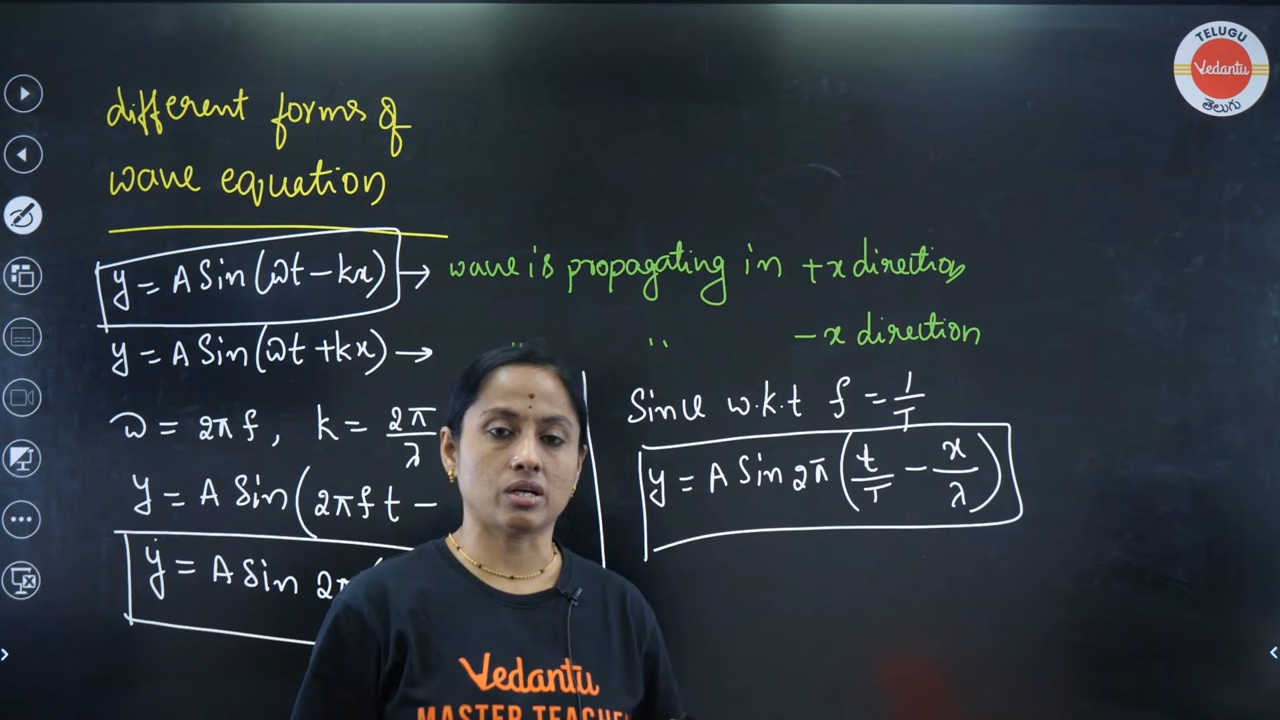 different forms of
wave equation
y = A Sin(ωt − kx) → wave is propagating in +x direction
y = A Sin(ωt + kx) → " " − x direction
ω = 2πf, k = 2π/λ
y = A Sin(2πf t −
y = A Sin 2π
Since w.k.t f = 1/T
y = A Sin 2π (t/T − x/λ)
TELUGU
Vedantu
తెలుగు
Vedantu
MASTER TEACHE